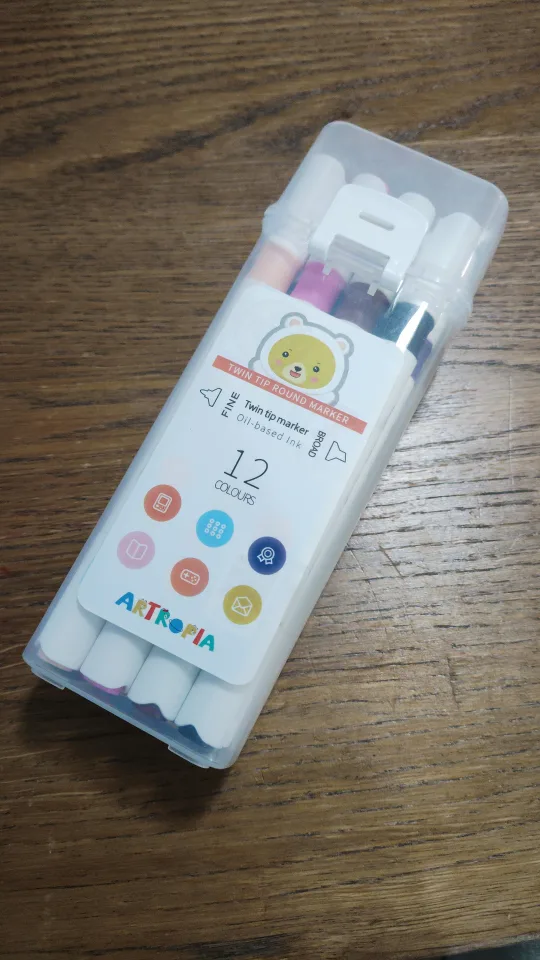 TWIN TIP ROUND MARKER
FINE
Twin tip marker
Oil-based Ink
BROAD
12
COLOURS
ARTROPIA